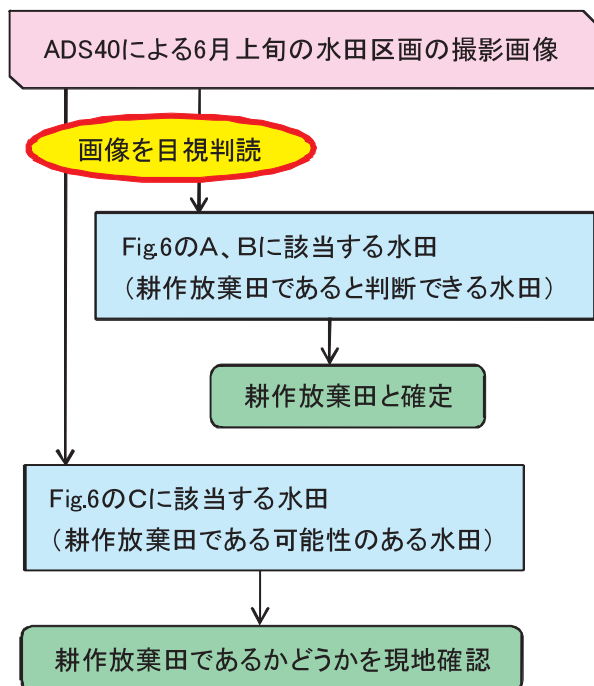 ADS40による6月上旬の水田区画の撮影画像
画像を目視判読
Fig.6のA、Bに該当する水田
（耕作放棄田であると判断できる水田）
耕作放棄田と確定
Fig.6のCに該当する水田
（耕作放棄田である可能性のある水田）
耕作放棄田であるかどうかを現地確認